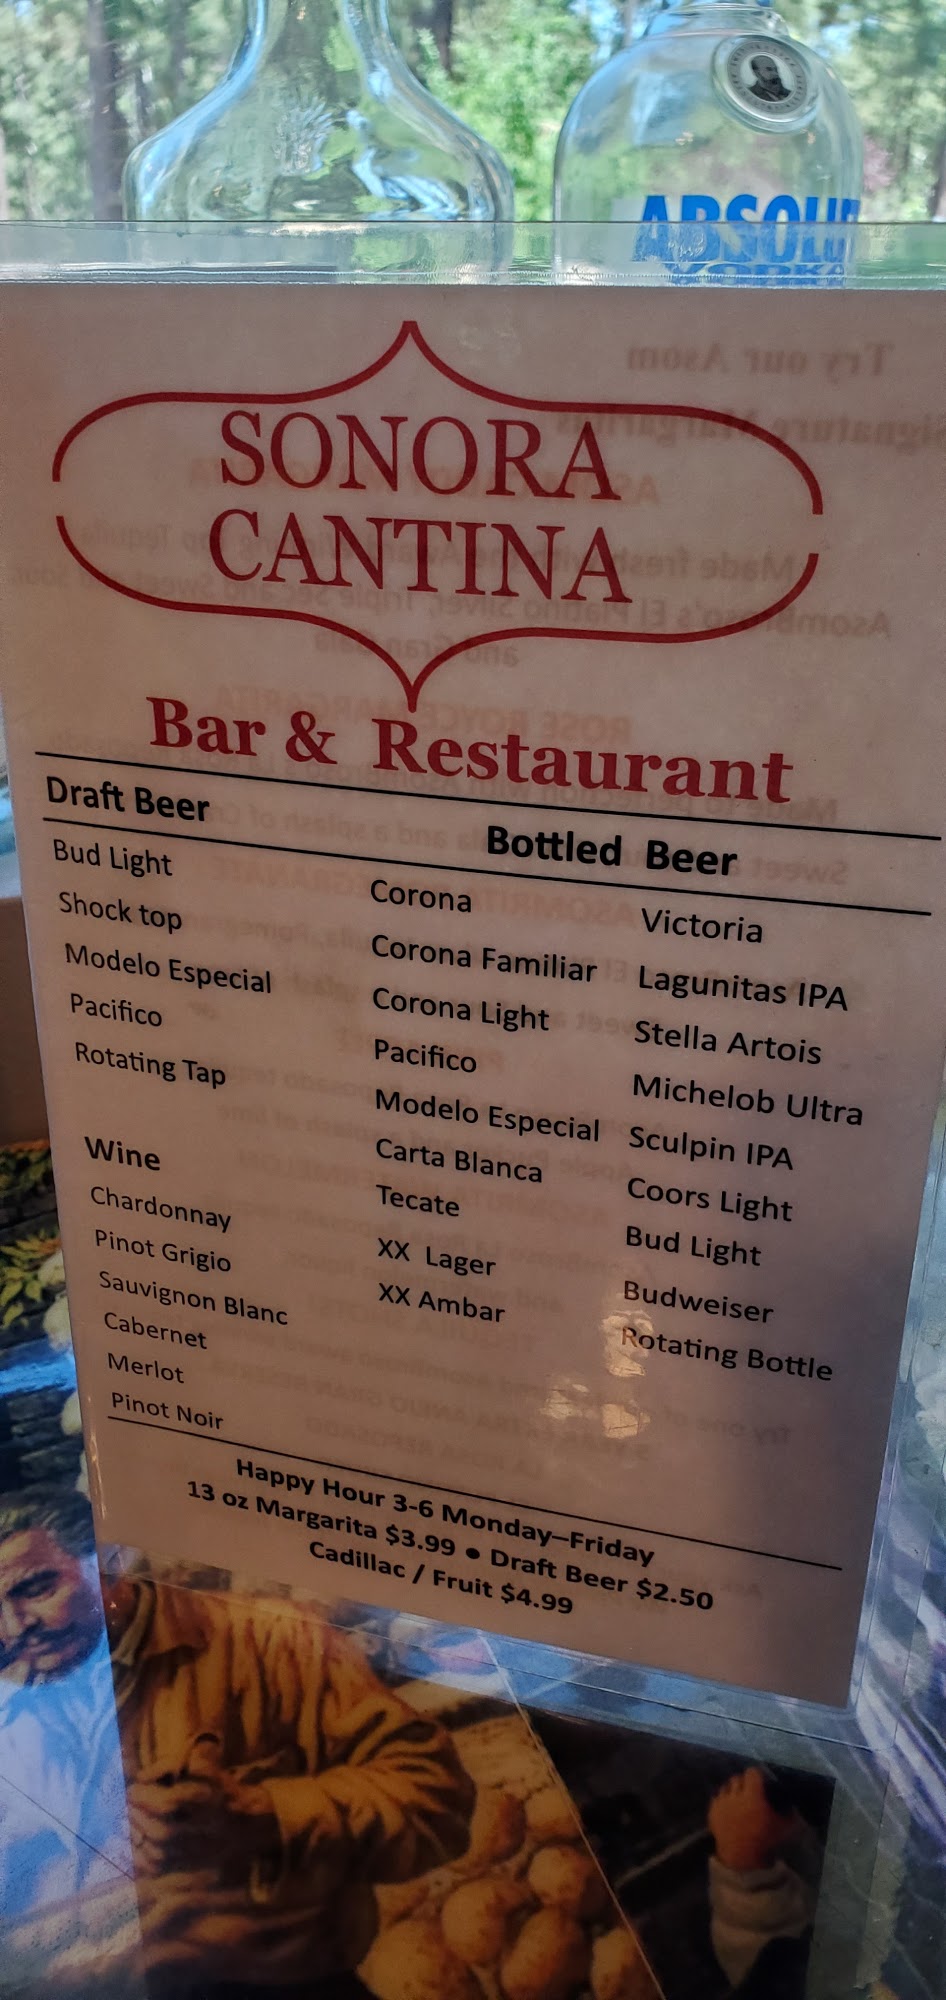 ABSOLUT
VODKA
SONORA
CANTINA
Bar & Restaurant
Draft Beer
Bud Light
Shock top
Modelo Especial
Pacifico
Rotating Tap
Wine
Chardonnay
Pinot Grigio
Sauvignon Blanc
Cabernet
Merlot
Pinot Noir
Bottled Beer
Corona
Corona Familiar
Corona Light
Pacifico
Modelo Especial
Carta Blanca
Tecate
XX Lager
XX Ambar
Victoria
Lagunitas IPA
Stella Artois
Michelob Ultra
Sculpin IPA
Coors Light
Bud Light
Budweiser
Rotating Bottle
Happy Hour 3-6 Monday–Friday
13 oz Margarita $3.99 • Draft Beer $2.50
Cadillac / Fruit $4.99